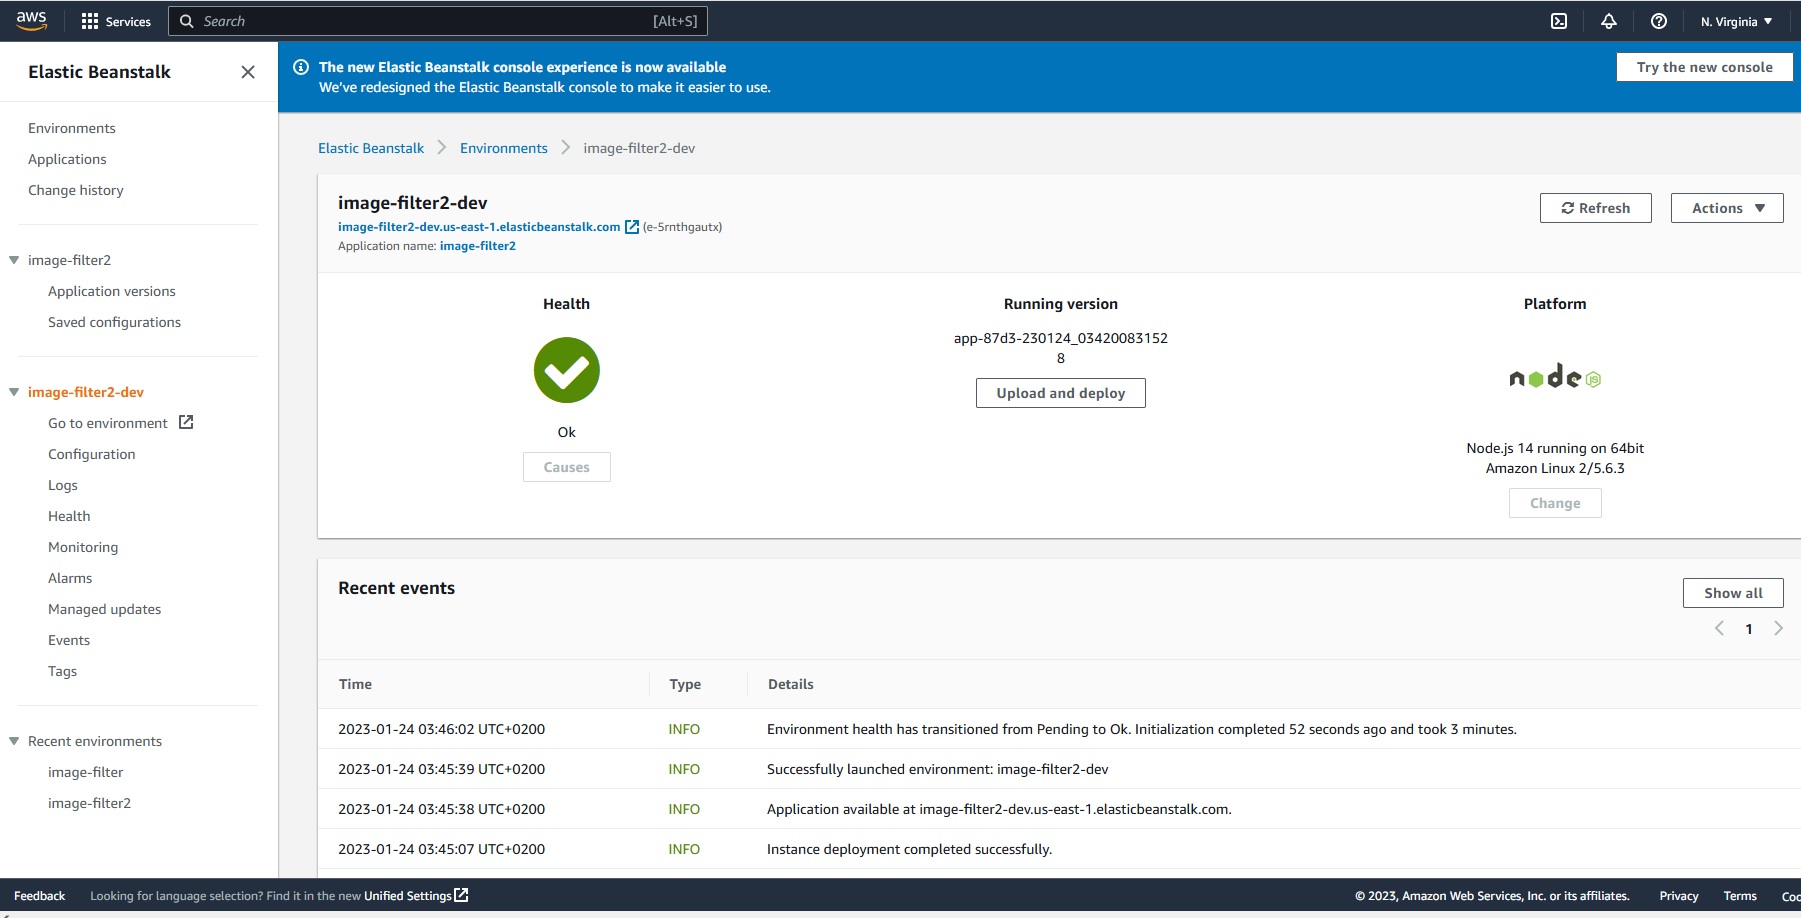 aws
Services
Search
[Alt+S]
N. Virginia
Elastic Beanstalk
Environments
Applications
Change history
image-filter2
Application versions
Saved configurations
image-filter2-dev
Go to environment
Configuration
Logs
Health
Monitoring
Alarms
Managed updates
Events
Tags
Recent environments
image-filter
image-filter2
The new Elastic Beanstalk console experience is now available
We've redesigned the Elastic Beanstalk console to make it easier to use.
Try the new console
Elastic Beanstalk
Environments
image-filter2-dev
image-filter2-dev
image-filter2-dev.us-east-1.elasticbeanstalk.com (e-5rnthgautx)
Application name: image-filter2
Refresh
Actions
Health
Ok
Causes
Running version
app-87d3-230124_03420083152
8
Upload and deploy
Platform
node JS
Node.js 14 running on 64bit
Amazon Linux 2/5.6.3
Change
Recent events
Show all
1
Time Type Details
2023-01-24 03:46:02 UTC+0200 INFO Environment health has transitioned from Pending to Ok. Initialization completed 52 seconds ago and took 3 minutes.
2023-01-24 03:45:39 UTC+0200 INFO Successfully launched environment: image-filter2-dev
2023-01-24 03:45:38 UTC+0200 INFO Application available at image-filter2-dev.us-east-1.elasticbeanstalk.com.
2023-01-24 03:45:07 UTC+0200 INFO Instance deployment completed successfully.
Feedback
Looking for language selection? Find it in the new Unified Settings
© 2023, Amazon Web Services, Inc. or its affiliates.
Privacy
Terms
Coo